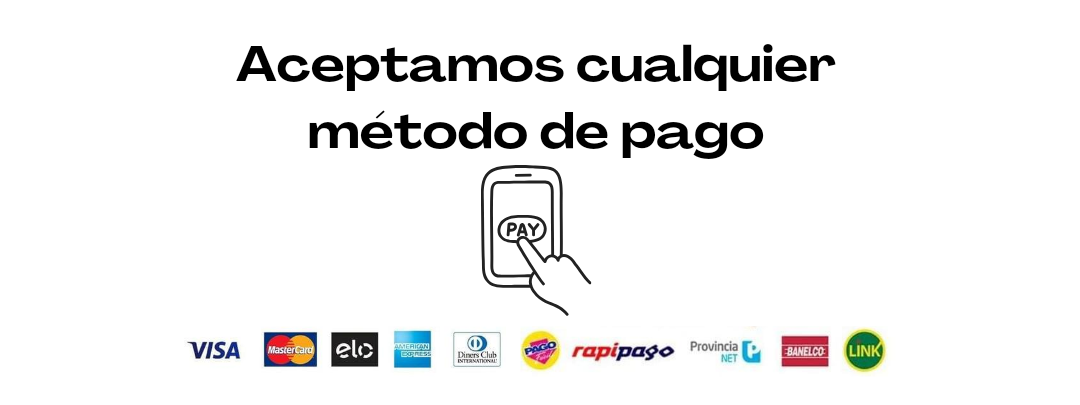 Aceptamos cualquier
método de pago
PAY
VISA MasterCard elo AMERICAN EXPRESS Diners Club INTERNATIONAL PAGO fácil rapipago Provincia NET BANELCO LINK